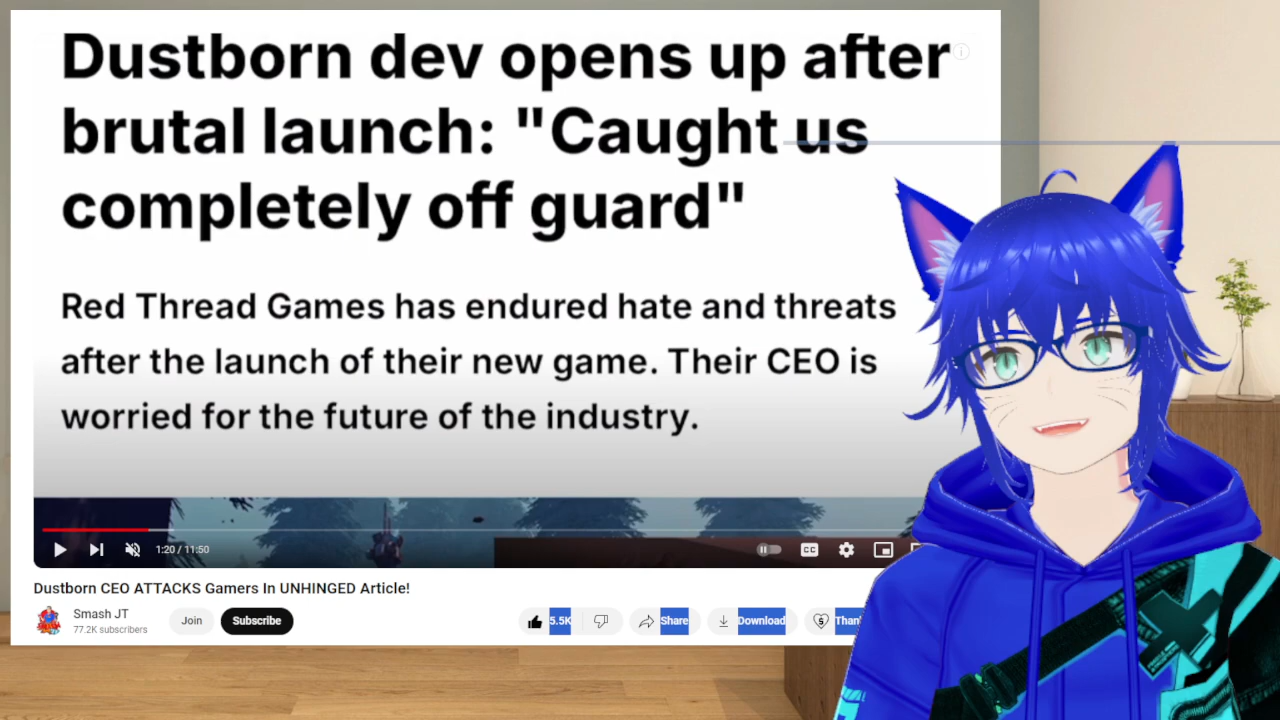 Dustborn dev opens up after
brutal launch: "Caught us
completely off guard"
Red Thread Games has endured hate and threats
after the launch of their new game. Their CEO is
worried for the future of the industry.
1:20 / 11:50
CC
Dustborn CEO ATTACKS Gamers In UNHINGED Article!
Smash JT
77.2K subscribers
Join
Subscribe
5.5K
Share
Download